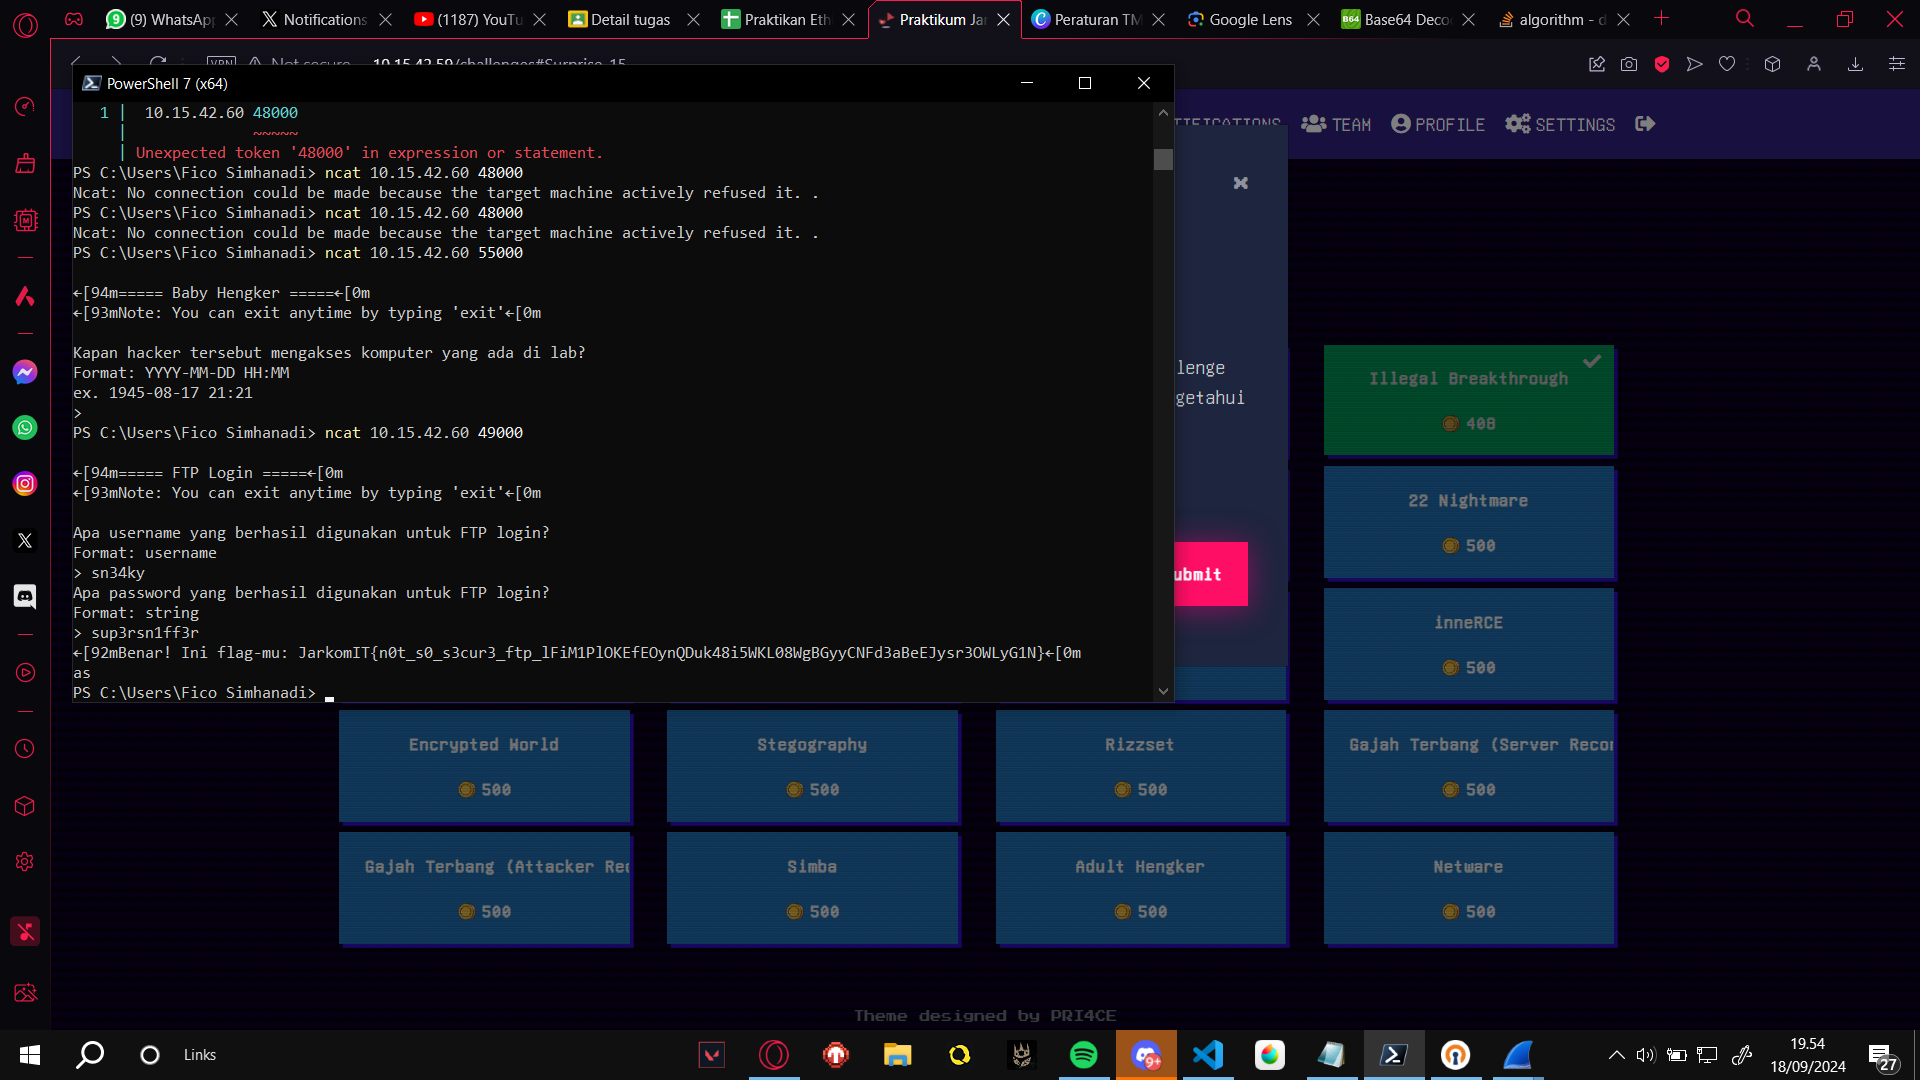 (9) WhatsApp
Notifications
(1187) YouTu
Detail tugas
Praktikan Eth
Praktikum Jar
Peraturan TM
Google Lens
Base64 Deco
algorithm - d
VPN
Not secure
10.15.42.59/challenges#Surprise-15
PowerShell 7 (x64)
1 | 10.15.42.60 48000
| ~~~~~
| Unexpected token '48000' in expression or statement.
PS C:\Users\Fico Simhanadi> ncat 10.15.42.60 48000
Ncat: No connection could be made because the target machine actively refused it. .
PS C:\Users\Fico Simhanadi> ncat 10.15.42.60 48000
Ncat: No connection could be made because the target machine actively refused it. .
PS C:\Users\Fico Simhanadi> ncat 10.15.42.60 55000
←[94m===== Baby Hengker =====←[0m
←[93mNote: You can exit anytime by typing 'exit'←[0m
Kapan hacker tersebut mengakses komputer yang ada di lab?
Format: YYYY-MM-DD HH:MM
ex. 1945-08-17 21:21
>
PS C:\Users\Fico Simhanadi> ncat 10.15.42.60 49000
←[94m===== FTP Login =====←[0m
←[93mNote: You can exit anytime by typing 'exit'←[0m
Apa username yang berhasil digunakan untuk FTP login?
Format: username
> sn34ky
Apa password yang berhasil digunakan untuk FTP login?
Format: string
> sup3rsn1ff3r
←[92mBenar! Ini flag-mu: JarkomIT{n0t_s0_s3cur3_ftp_lFiM1PlOKEfEOynQDuk48i5WKL08WgBGyyCNFd3aBeEJysr3OWLyG1N}←[0m
as
PS C:\Users\Fico Simhanadi>
TIFICATIONS
TEAM
PROFILE
SETTINGS
lenge
getahui
ubmit
Illegal Breakthrough
408
22 Nightmare
500
inneRCE
500
Encrypted World
500
Stegography
500
Rizzset
500
Gajah Terbang (Server Recon
500
Gajah Terbang (Attacker Rec
500
Simba
500
Adult Hengker
500
Netware
500
Theme designed by PRI4CE
Links
9+
19.54
18/09/2024
27